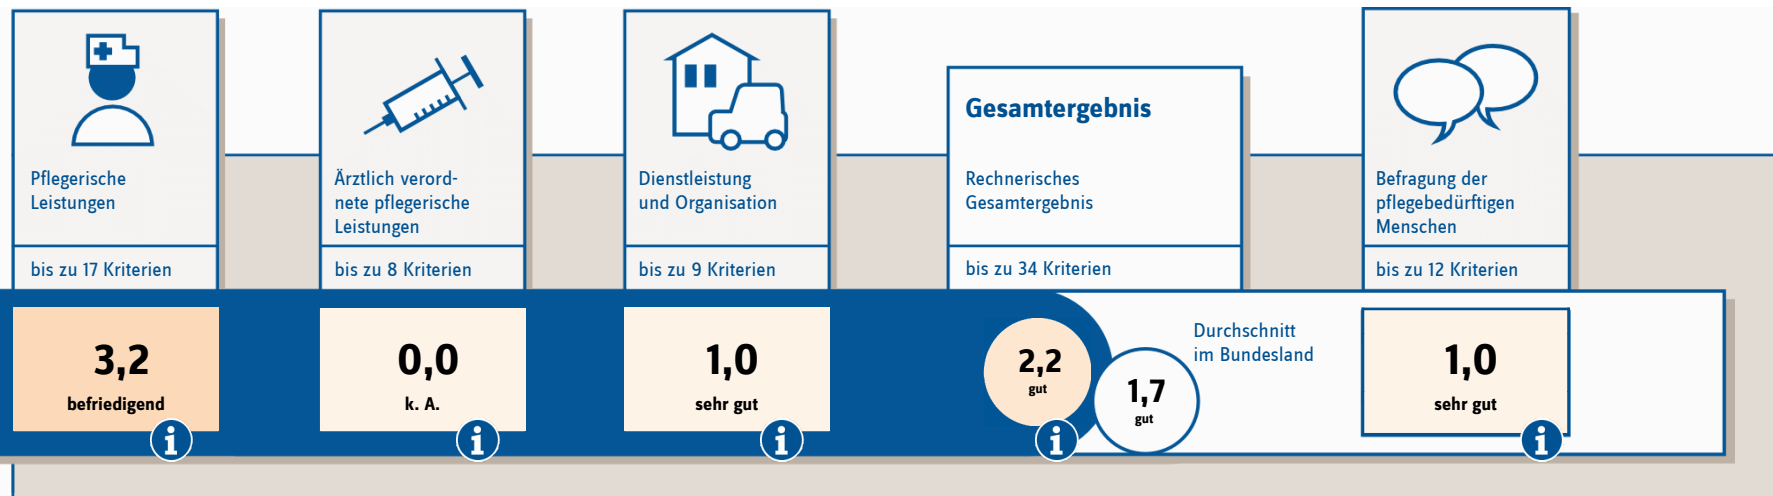 Pflegerische
Leistungen
bis zu 17 Kriterien
3,2
befriedigend
i
Ärztlich verord-
nete pflegerische
Leistungen
bis zu 8 Kriterien
0,0
k. A.
i
Dienstleistung
und Organisation
bis zu 9 Kriterien
1,0
sehr gut
i
Gesamtergebnis
Rechnerisches
Gesamtergebnis
bis zu 34 Kriterien
2,2
gut
i
1,7
gut
Durchschnitt
im Bundesland
Befragung der
pflegebedürftigen
Menschen
bis zu 12 Kriterien
1,0
sehr gut
i